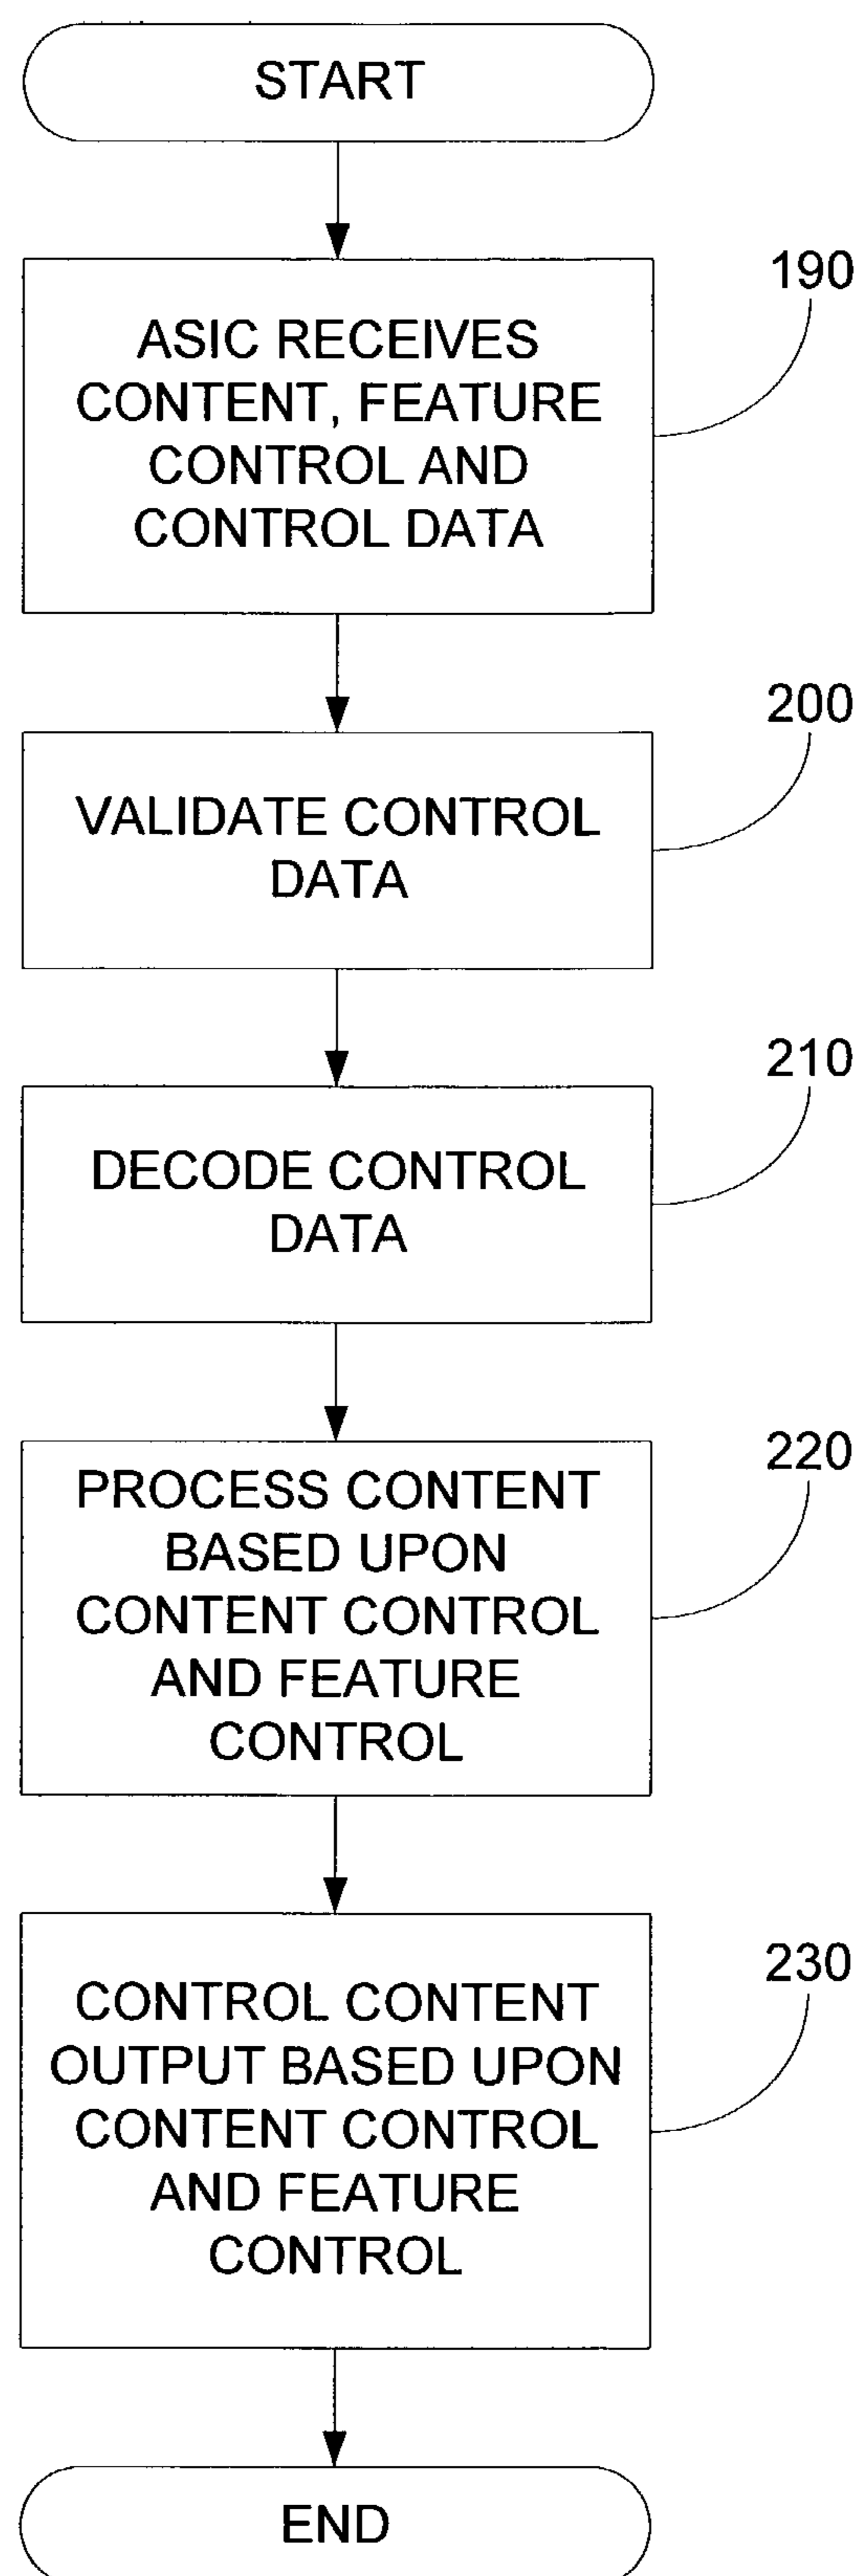 START
190
ASIC RECEIVES
CONTENT, FEATURE
CONTROL AND
CONTROL DATA
200
VALIDATE CONTROL
DATA
210
DECODE CONTROL
DATA
220
PROCESS CONTENT
BASED UPON
CONTENT CONTROL
AND FEATURE
CONTROL
230
CONTROL CONTENT
OUTPUT BASED UPON
CONTENT CONTROL
AND FEATURE
CONTROL
END